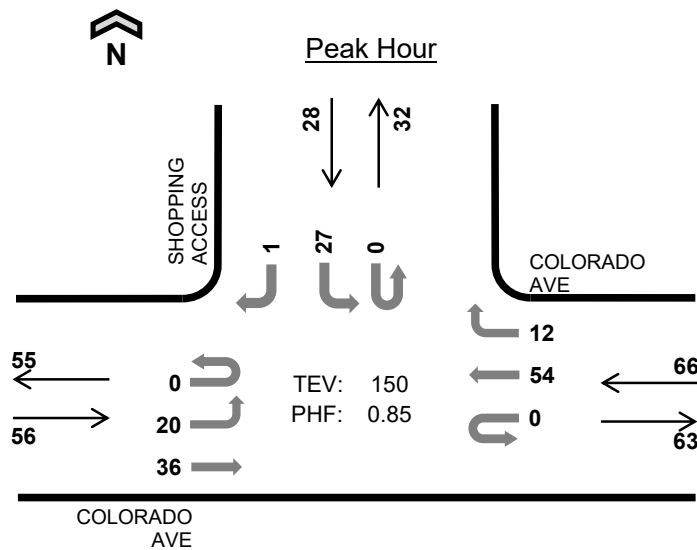 N
Peak Hour
28
32
SHOPPING
ACCESS
1
27
0
COLORADO
AVE
12
55
0
TEV: 150
54
66
56
20
PHF: 0.85
0
63
36
COLORADO
AVE